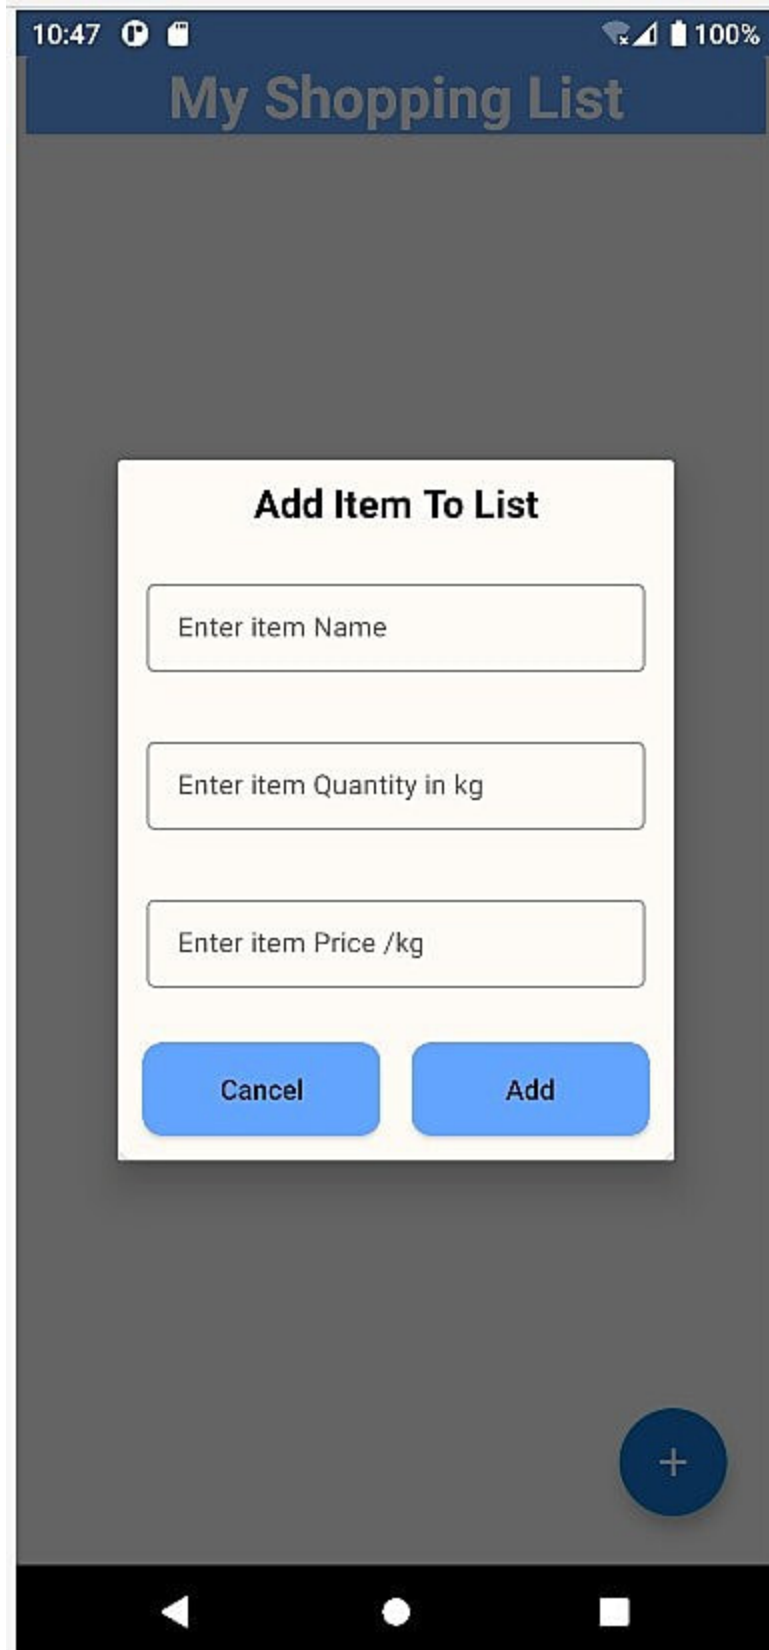 10:47 100%
My Shopping List
Add Item To List
Enter item Name
Enter item Quantity in kg
Enter item Price /kg
Cancel Add
+